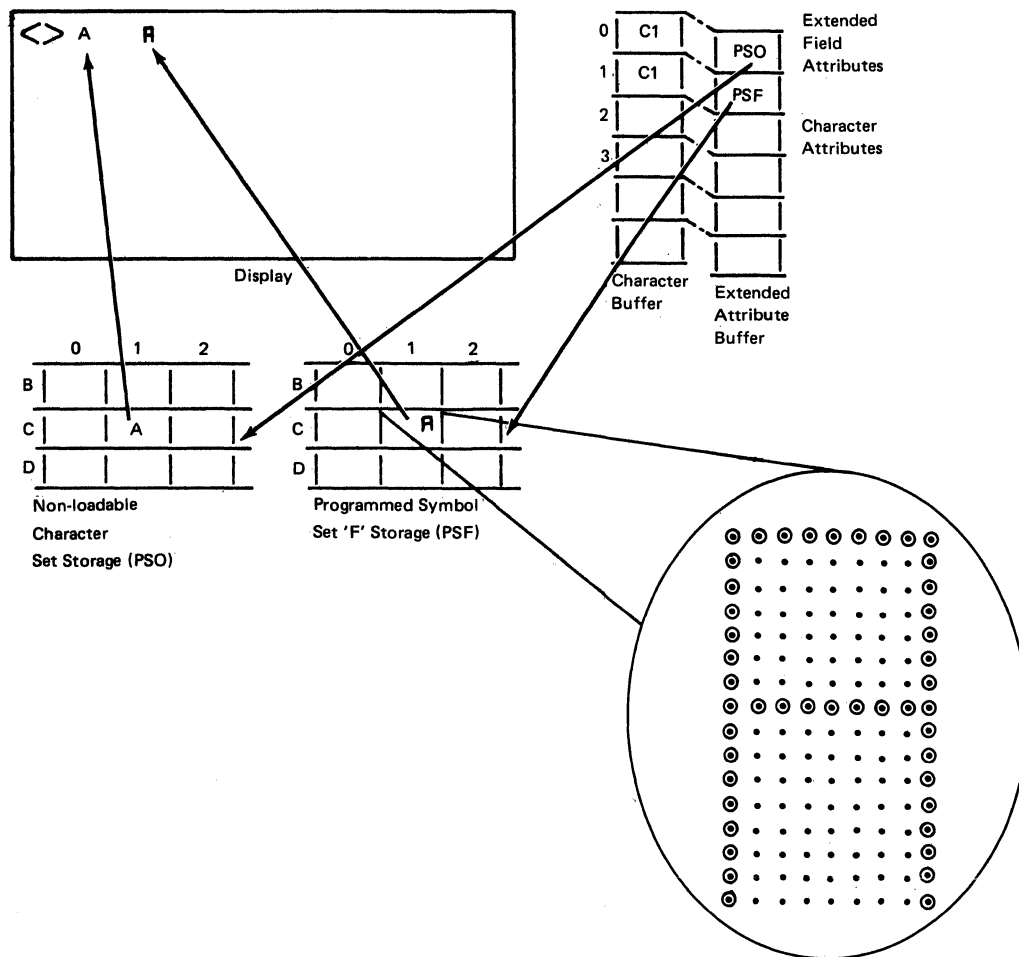 <> A A
Display
0 C1
1 C1
2
3
PSO
PSF
Extended
Field
Attributes
Character
Attributes
Character
Buffer
Extended
Attribute
Buffer
0 1 2
B
C A
D
Non-loadable
Character
Set Storage (PSO)
0 1 2
B
C A
D
Programmed Symbol
Set 'F' Storage (PSF)